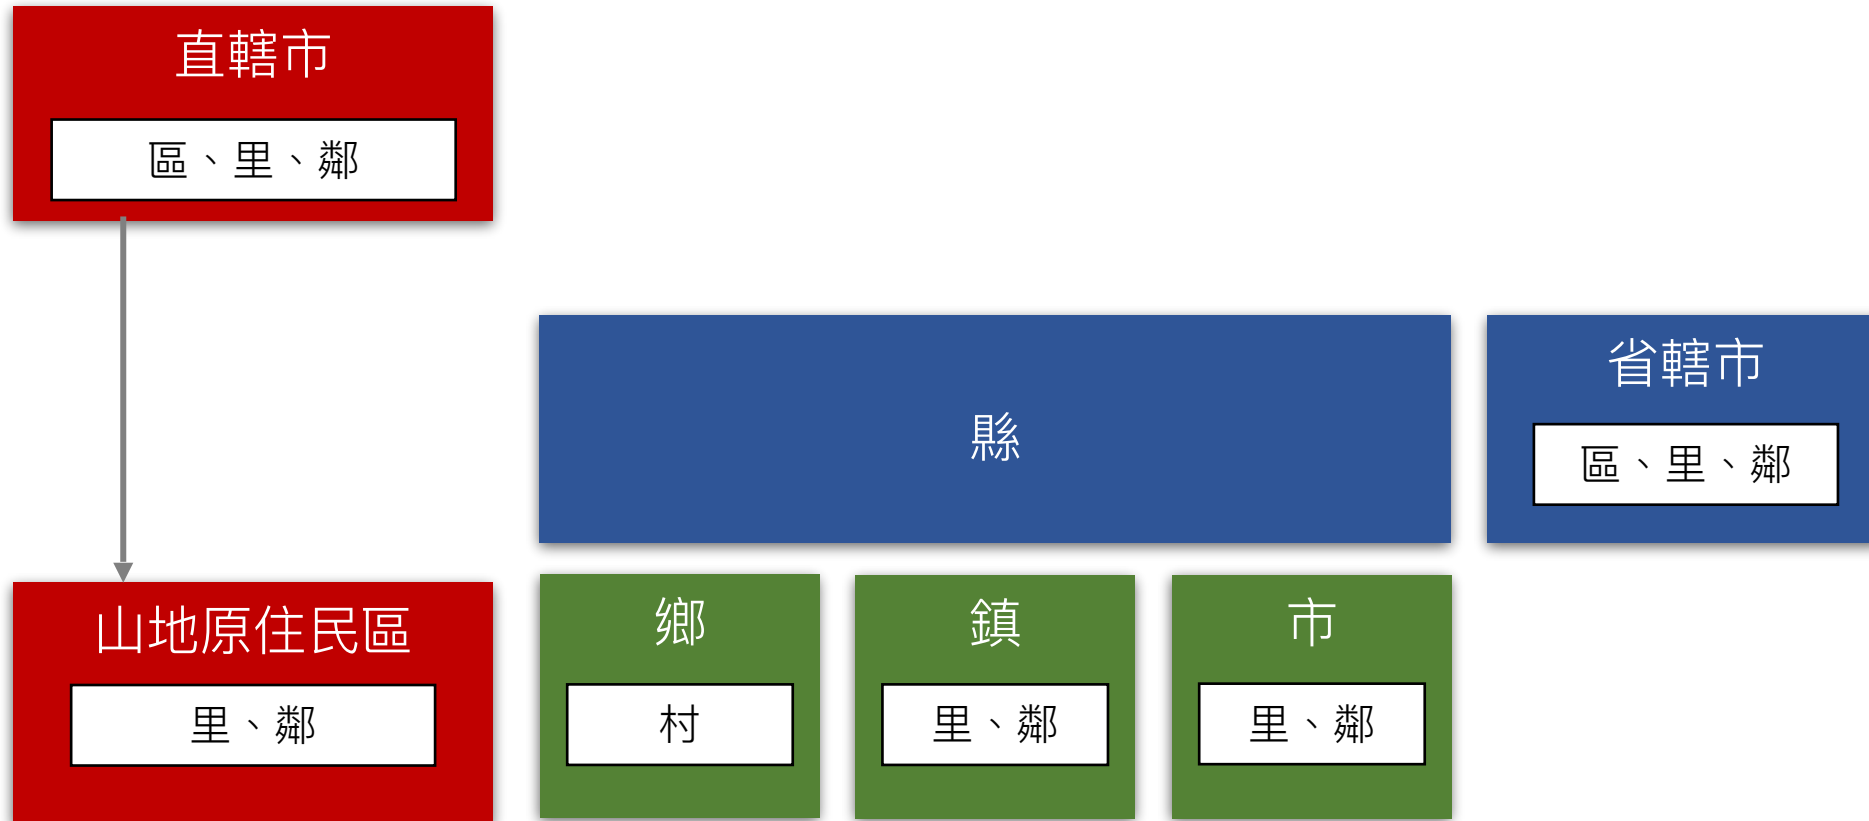 直轄市
區、里、鄰
縣
省轄市
區、里、鄰
山地原住民區
里、鄰
鄉
村
鎮
里、鄰
市
里、鄰